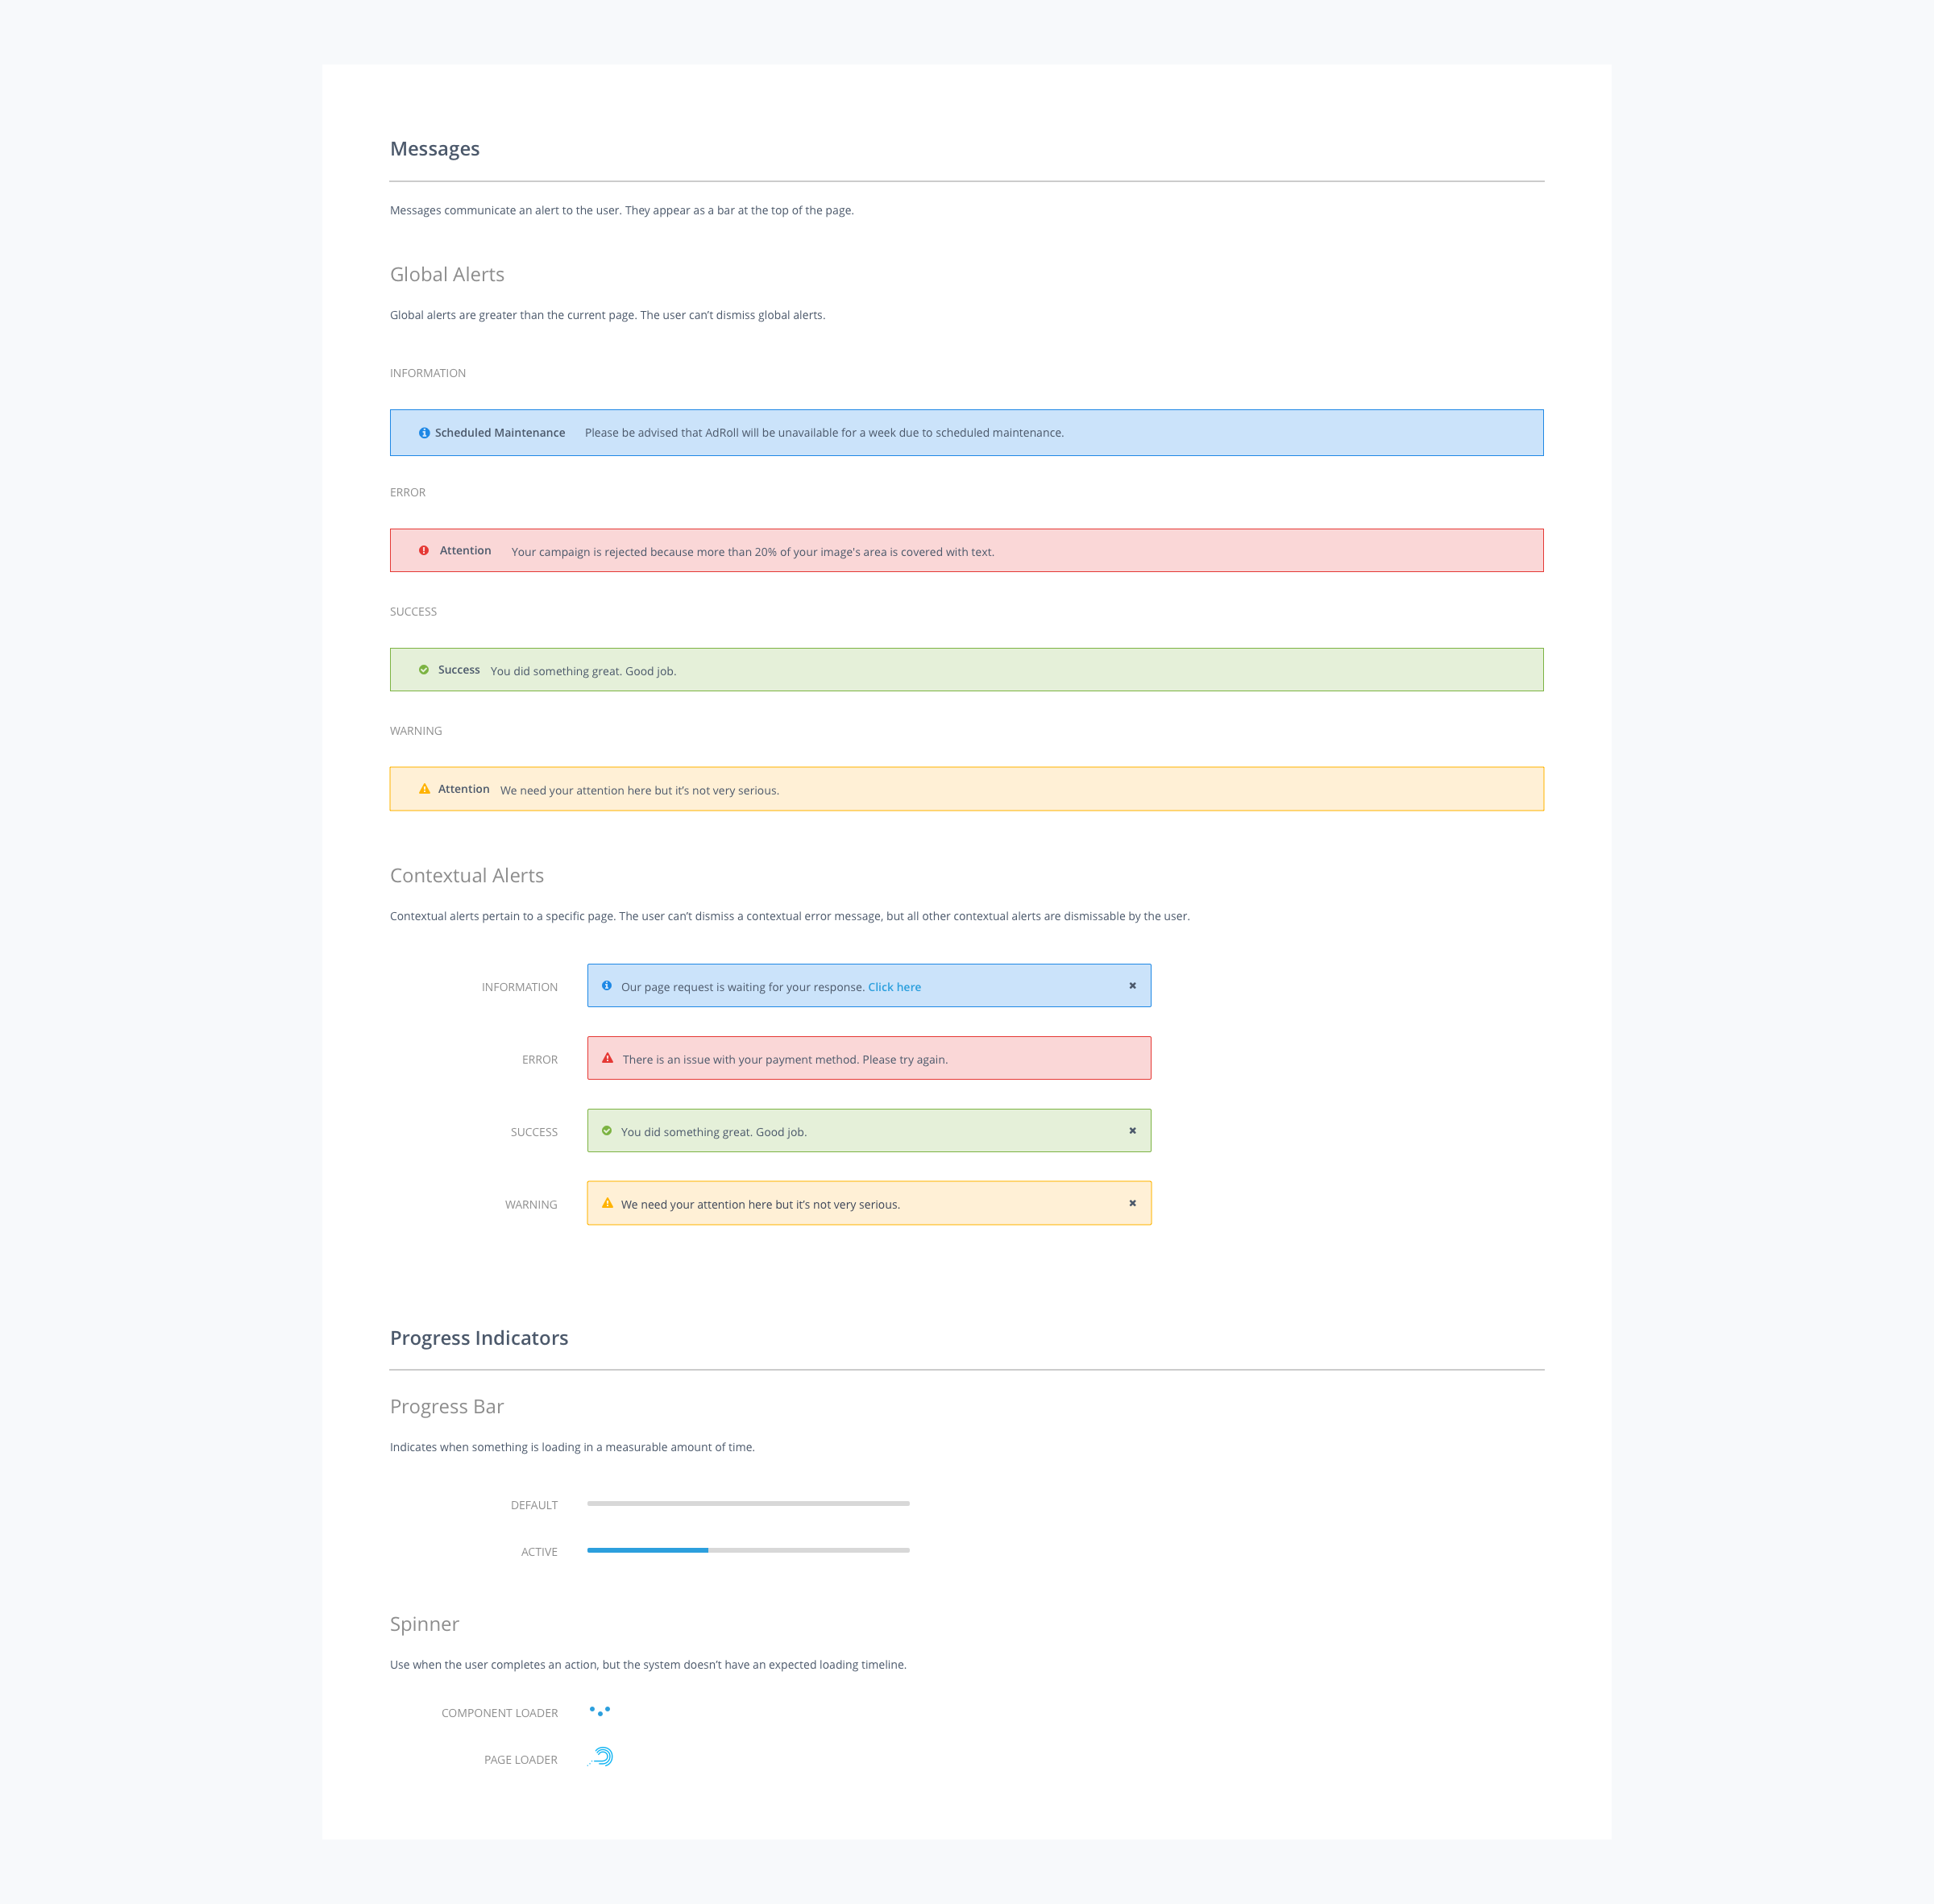 Messages
Messages communicate an alert to the user. They appear as a bar at the top of the page.
Global Alerts
Global alerts are greater than the current page. The user can’t dismiss global alerts.
INFORMATION
Scheduled Maintenance Please be advised that AdRoll will be unavailable for a week due to scheduled maintenance.
ERROR
Attention Your campaign is rejected because more than 20% of your image's area is covered with text.
SUCCESS
Success You did something great. Good job.
WARNING
Attention We need your attention here but it’s not very serious.
Contextual Alerts
Contextual alerts pertain to a specific page. The user can’t dismiss a contextual error message, but all other contextual alerts are dismissable by the user.
INFORMATION Our page request is waiting for your response. Click here
ERROR There is an issue with your payment method. Please try again.
SUCCESS You did something great. Good job.
WARNING We need your attention here but it’s not very serious.
Progress Indicators
Progress Bar
Indicates when something is loading in a measurable amount of time.
DEFAULT
ACTIVE
Spinner
Use when the user completes an action, but the system doesn’t have an expected loading timeline.
COMPONENT LOADER
PAGE LOADER